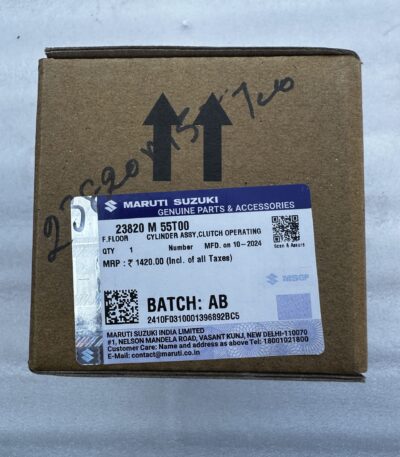 MARUTI SUZUKI
GENUINE PARTS & ACCESSORIES
23820 M 55T00
F.FLOOR CYLINDER ASSY,CLUTCH OPERATING
QTY 1 Number MFD. on 10-2024
MRP : ₹ 1420.00 (Incl. of all Taxes)
Scan & Assured
MSGP
BATCH: AB
2410F0310001396892BC5
MARUTI SUZUKI INDIA LIMITED
#1, NELSON MANDELA ROAD, VASANT KUNJ, NEW DELHI-110070
Customer Care: Name and address as above Tel: 18001021800
E-Mail: contact@maruti.co.in